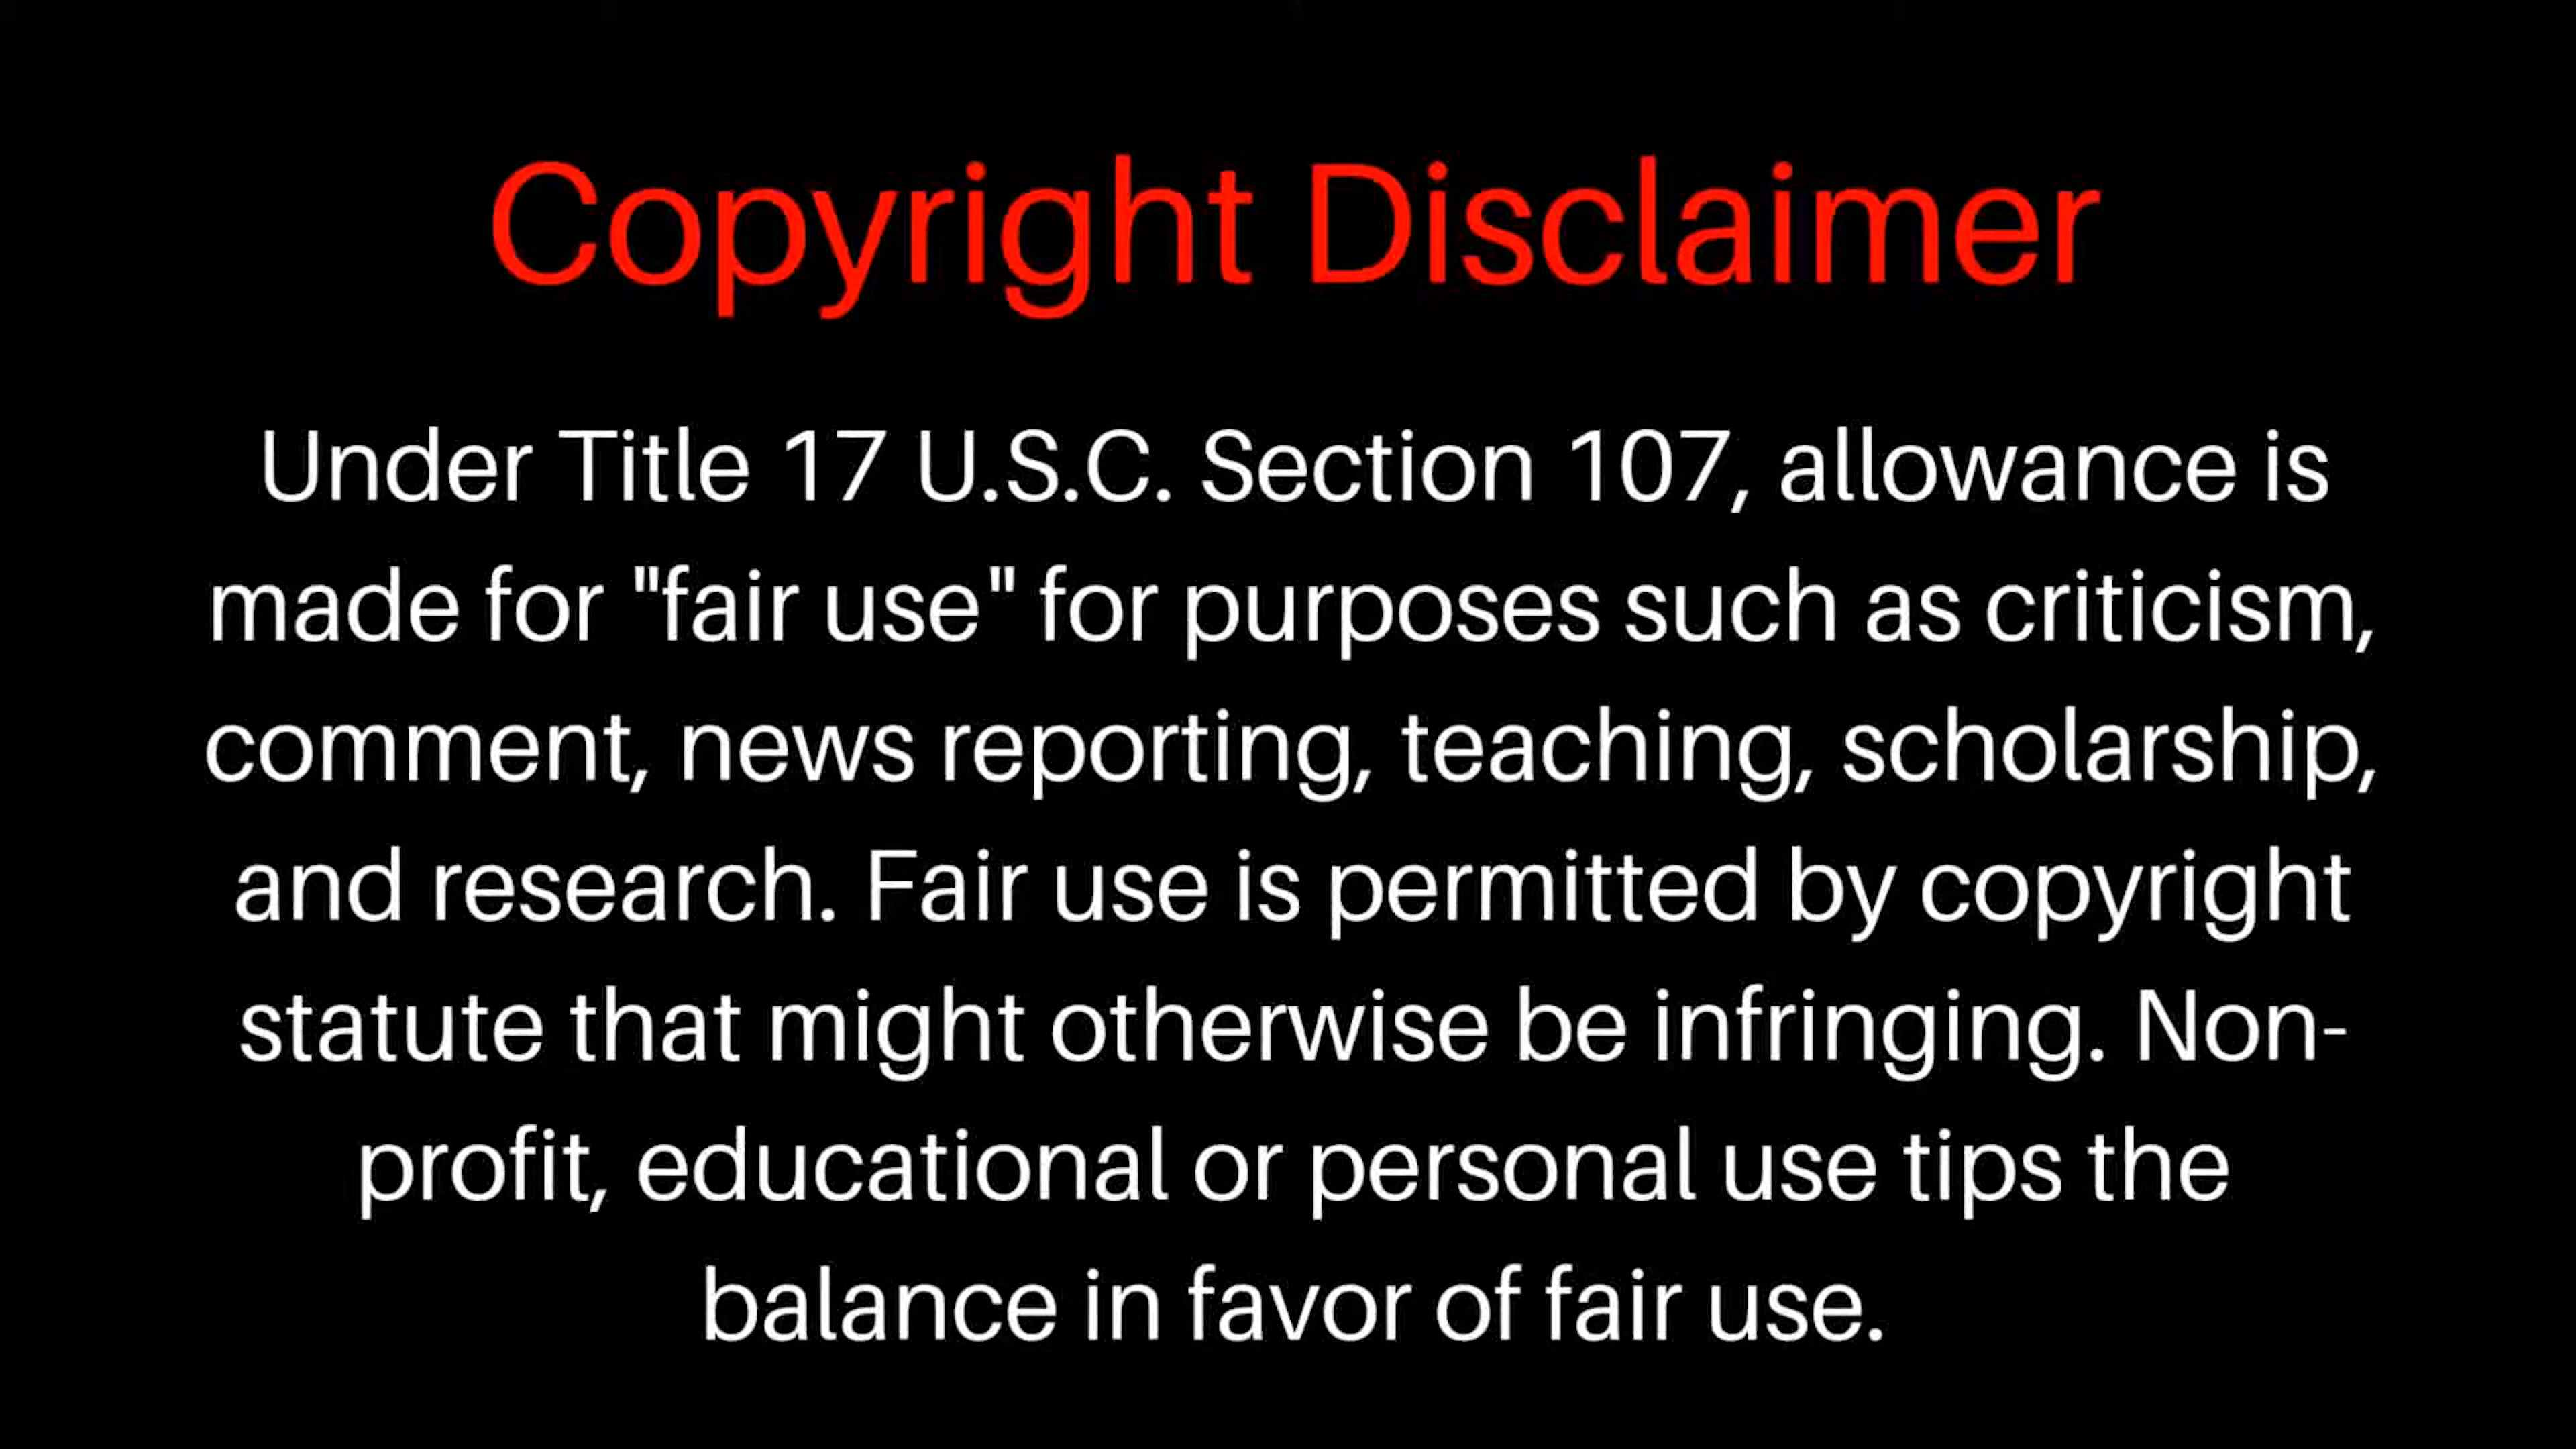 Copyright Disclaimer
Under Title 17 U.S.C. Section 107, allowance is
made for "fair use" for purposes such as criticism,
comment, news reporting, teaching, scholarship,
and research. Fair use is permitted by copyright
statute that might otherwise be infringing. Non-
profit, educational or personal use tips the
balance in favor of fair use.